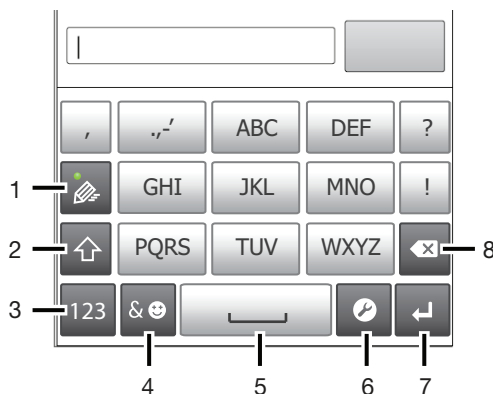 , .,-′ ABC DEF ?
1 GHI JKL MNO !
2 PQRS TUV WXYZ 8
3 123 &
4 5 6 7